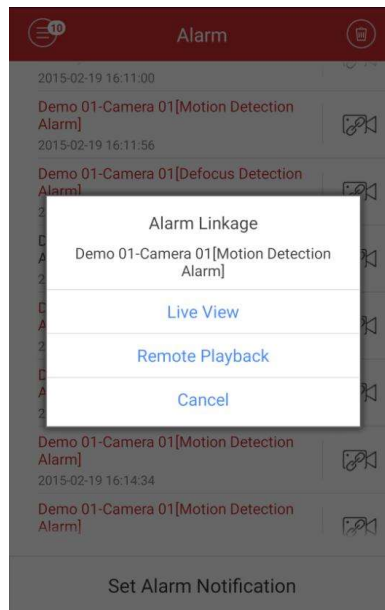 10
Alarm
2015-02-19 16:11:00
Demo 01-Camera 01[Motion Detection
Alarm]
2015-02-19 16:11:56
Demo 01-Camera 01[Defocus Detection
Alarm]
2
Alarm Linkage
Demo 01-Camera 01[Motion Detection
Alarm]
Live View
Remote Playback
Cancel
Demo 01-Camera 01[Motion Detection
Alarm]
2015-02-19 16:14:34
Demo 01-Camera 01[Motion Detection
Alarm]
Set Alarm Notification